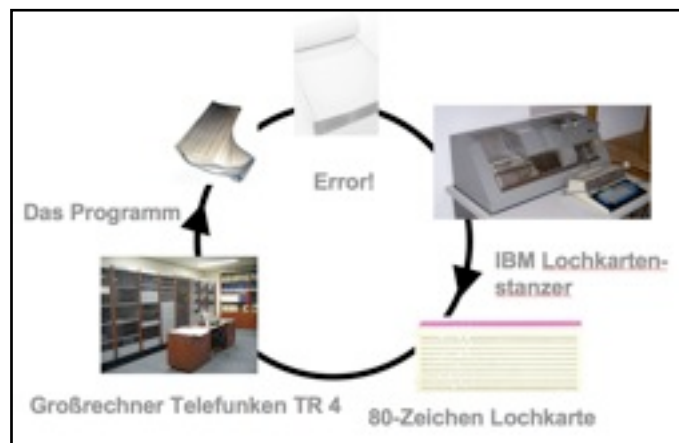 Error!
Das Programm
IBM Lochkarten-
stanzer
Großrechner Telefunken TR 4
80-Zeichen Lochkarte